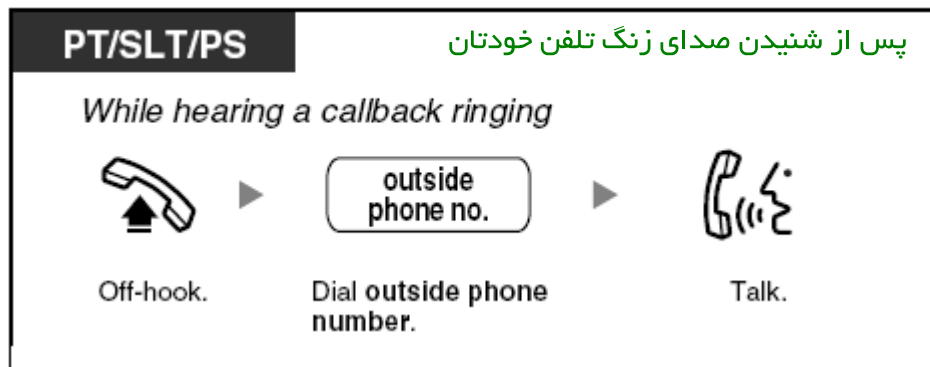 PT/SLT/PS
پس از شنیدن صدای زنگ تلفن خودتان
While hearing a callback ringing
outside
phone no.
Off-hook.
Dial outside phone
number.
Talk.